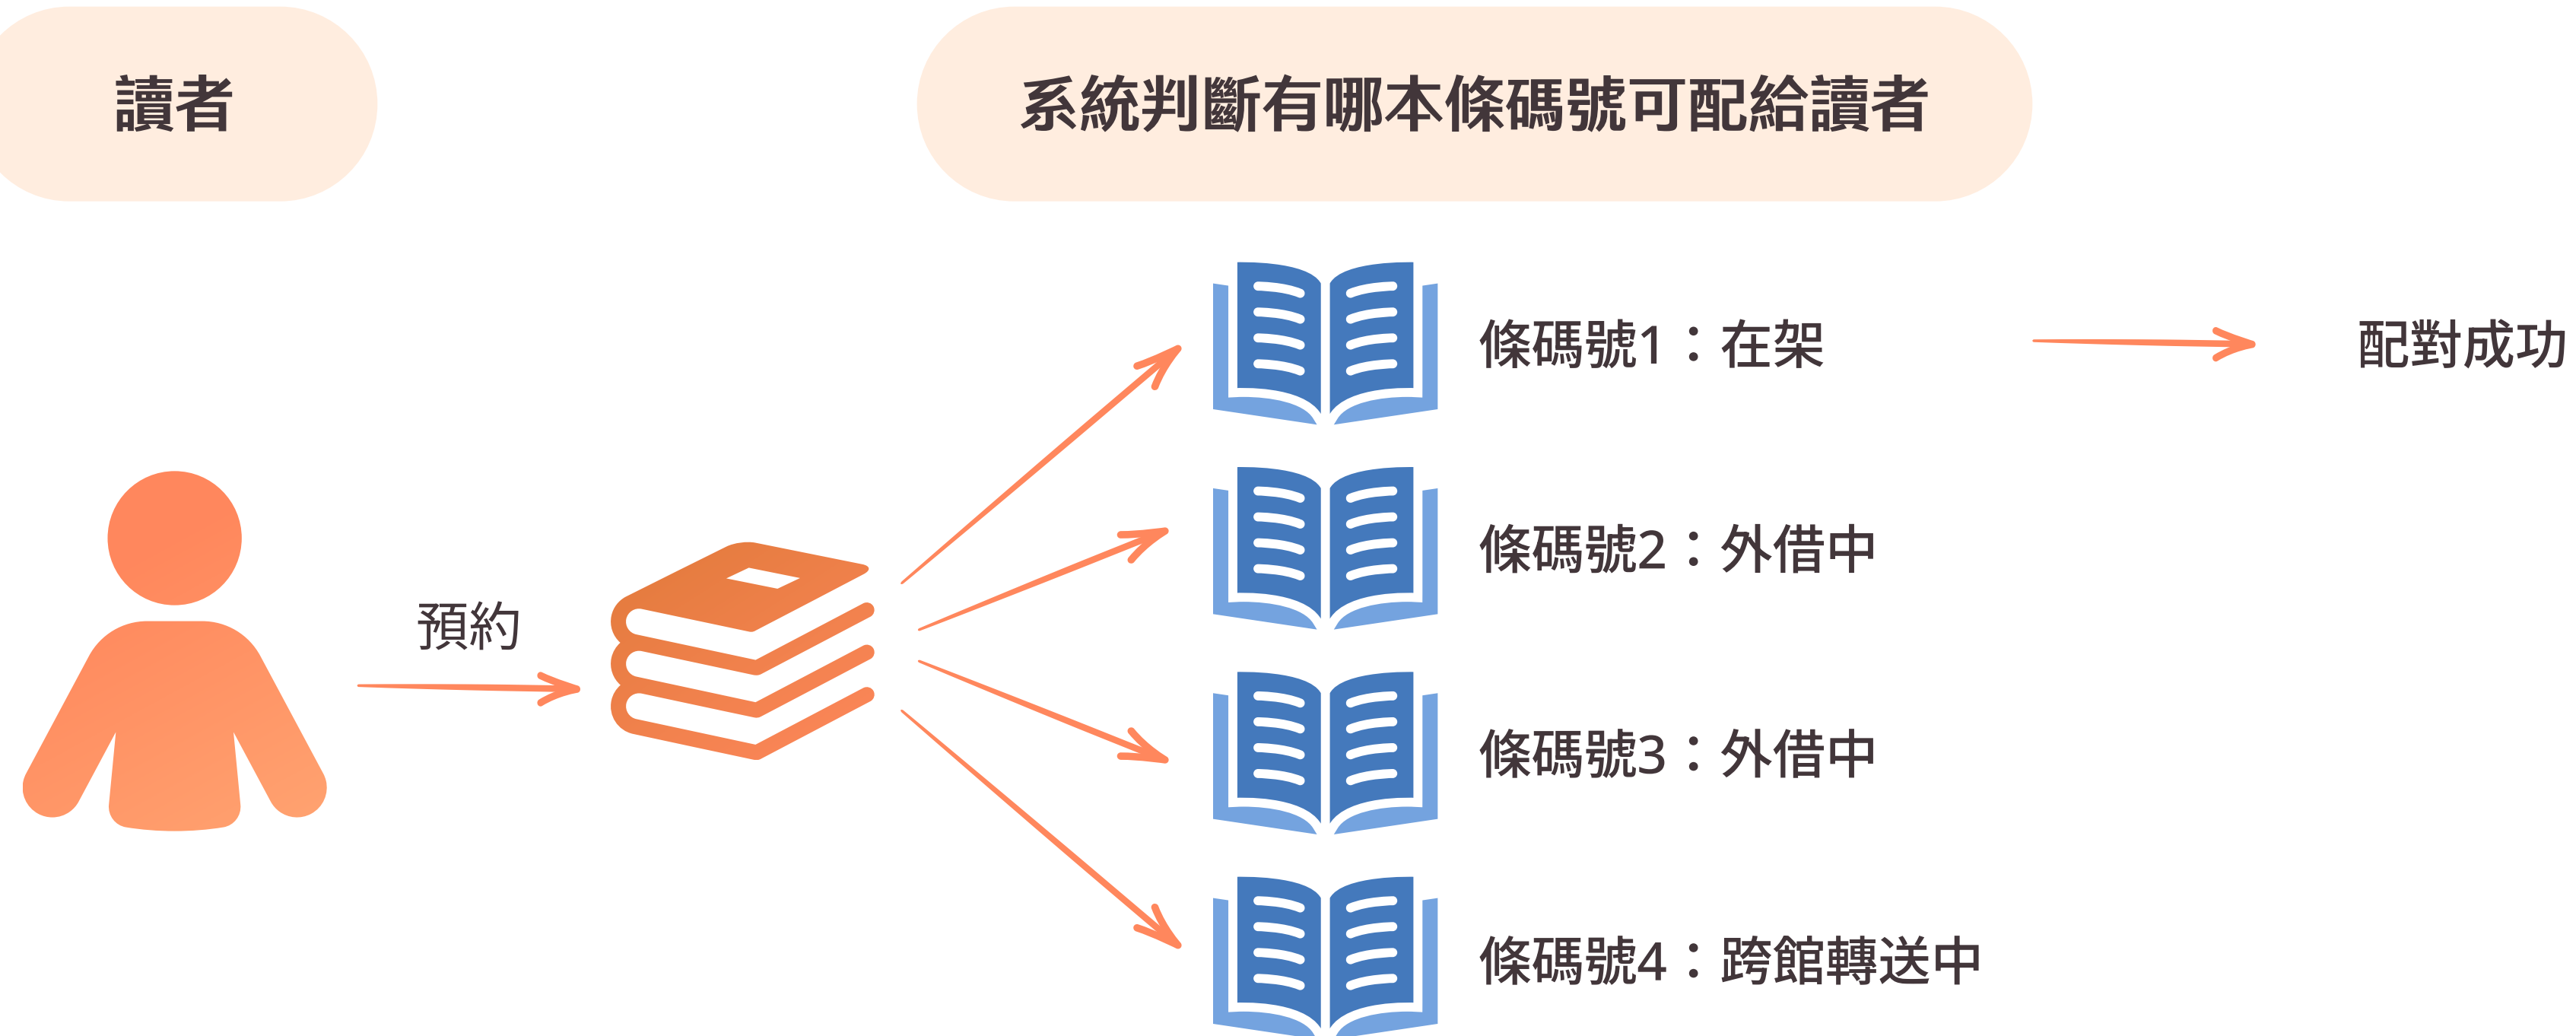 讀者
系統判斷有哪本條碼號可配給讀者
預約
條碼號1：在架
配對成功
條碼號2：外借中
條碼號3：外借中
條碼號4：跨館轉送中